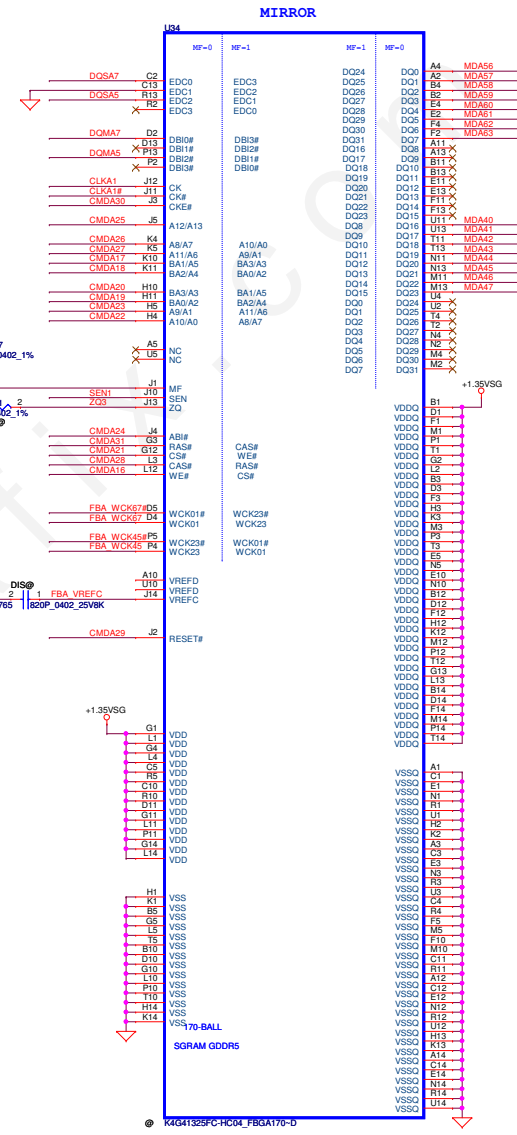 MIRROR
U34
MF=0 MF=1 MF=1 MF=0
DQSA7 C2 EDC0 EDC3 DQ24 DQ0 A4 MDA56
C13 EDC1 EDC2 DQ25 DQ1 A2 MDA57
DQSA5 R13 EDC2 EDC1 DQ26 DQ2 B4 MDA58
R2 EDC3 EDC0 DQ27 DQ3 B2 MDA59
DQ28 DQ4 E4 MDA60
DQ29 DQ5 E2 MDA61
DQ30 DQ6 F4 MDA62
DQMA7 D2 DBI0# DBI3# DQ31 DQ7 F2 MDA63
D13 DBI1# DBI2# DQ16 DQ8 A11
DQMA5 P13 DBI2# DBI1# DQ17 DQ9 A13
P2 DBI3# DBI0# DQ18 DQ10 B11
DQ19 DQ11 B13
CLKA1 J12 CK DQ20 DQ12 E11
CLKA1# J11 CK# DQ21 DQ13 E13
CMDA30 J3 CKE# DQ22 DQ14 F11
DQ23 DQ15 F13
CMDA25 J5 A12/A13 DQ8 DQ16 U11 MDA40
DQ9 DQ17 U13 MDA41
CMDA26 K4 A8/A7 A10/A0 DQ10 DQ18 T11 MDA42
CMDA27 K5 A11/A6 A9/A1 DQ11 DQ19 T13 MDA43
CMDA17 K10 BA1/A5 BA3/A3 DQ12 DQ20 N11 MDA44
CMDA18 K11 BA2/A4 BA0/A2 DQ13 DQ21 N13 MDA45
DQ14 DQ22 M11 MDA46
CMDA20 H10 BA3/A3 BA1/A5 DQ15 DQ23 M13 MDA47
CMDA19 H11 BA0/A2 BA2/A4 DQ0 DQ24 U4
CMDA23 H5 A9/A1 A11/A6 DQ1 DQ25 U2
CMDA22 H4 A10/A0 A8/A7 DQ2 DQ26 T4
DQ3 DQ27 T2
DQ4 DQ28 N4
A5 NC DQ5 DQ29 N2
0402_1% U5 NC DQ6 DQ30 M4
DQ7 DQ31 M2
J1 MF +1.35VSG
SEN1 J10 SEN
2 ZQ3 J13 ZQ VDDQ B1
02_1% VDDQ D1
@ VDDQ F1
CMDA24 J4 ABI# VDDQ M1
CMDA31 G3 RAS# CAS# VDDQ P1
CMDA21 G12 CS# WE# VDDQ T1
CMDA28 L3 CAS# RAS# VDDQ G2
CMDA16 L12 WE# CS# VDDQ L2
VDDQ B3
VDDQ D3
VDDQ F3
FBA_WCK67# D5 WCK01# WCK23# VDDQ H3
FBA_WCK67 D4 WCK01 WCK23 VDDQ K3
VDDQ M3
FBA_WCK45# P5 WCK23# WCK01# VDDQ P3
FBA_WCK45 P4 WCK23 WCK01 VDDQ T3
VDDQ E5
VDDQ N5
A10 VREFD VDDQ E10
DIS@ U10 VREFD VDDQ N10
2 1 FBA_VREFC J14 VREFC VDDQ B12
765 820P_0402_25V8K VDDQ D12
VDDQ F12
VDDQ H12
CMDA29 J2 RESET# VDDQ K12
VDDQ M12
VDDQ P12
VDDQ T12
VDDQ G13
VDDQ L13
VDDQ B14
VDDQ D14
+1.35VSG VDDQ F14
VDDQ M14
G1 VDD VDDQ P14
L1 VDD VDDQ T14
G4 VDD
L4 VDD
C5 VDD VSSQ A1
R5 VDD VSSQ C1
C10 VDD VSSQ E1
R10 VDD VSSQ N1
D11 VDD VSSQ R1
G11 VDD VSSQ U1
L11 VDD VSSQ H2
P11 VDD VSSQ K2
G14 VDD VSSQ A3
L14 VDD VSSQ C3
VSSQ E3
VSSQ N3
VSSQ R3
H1 VSS VSSQ U3
K1 VSS VSSQ C4
B5 VSS VSSQ R4
G5 VSS VSSQ F5
L5 VSS VSSQ M5
T5 VSS VSSQ F10
B10 VSS VSSQ M10
D10 VSS VSSQ C11
G10 VSS VSSQ R11
L10 VSS VSSQ A12
P10 VSS VSSQ C12
T10 VSS VSSQ E12
H14 VSS VSSQ N12
K14 VSS VSSQ R12
170-BALL VSSQ U12
VSSQ H13
SGRAM GDDR5 VSSQ K13
VSSQ A14
VSSQ C14
VSSQ E14
VSSQ N14
VSSQ R14
VSSQ U14
@ K4G41325FC-HC04_FBGA170~D